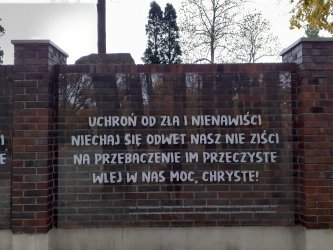 UCHROŃ OD ZŁA I NIENAWIŚCI
NIECHAJ SIĘ ODWET NASZ NIE ZIŚCI
NA PRZEBACZENIE IM PRZECZYSTE
WLEJ W NAS MOC, CHRYSTE!